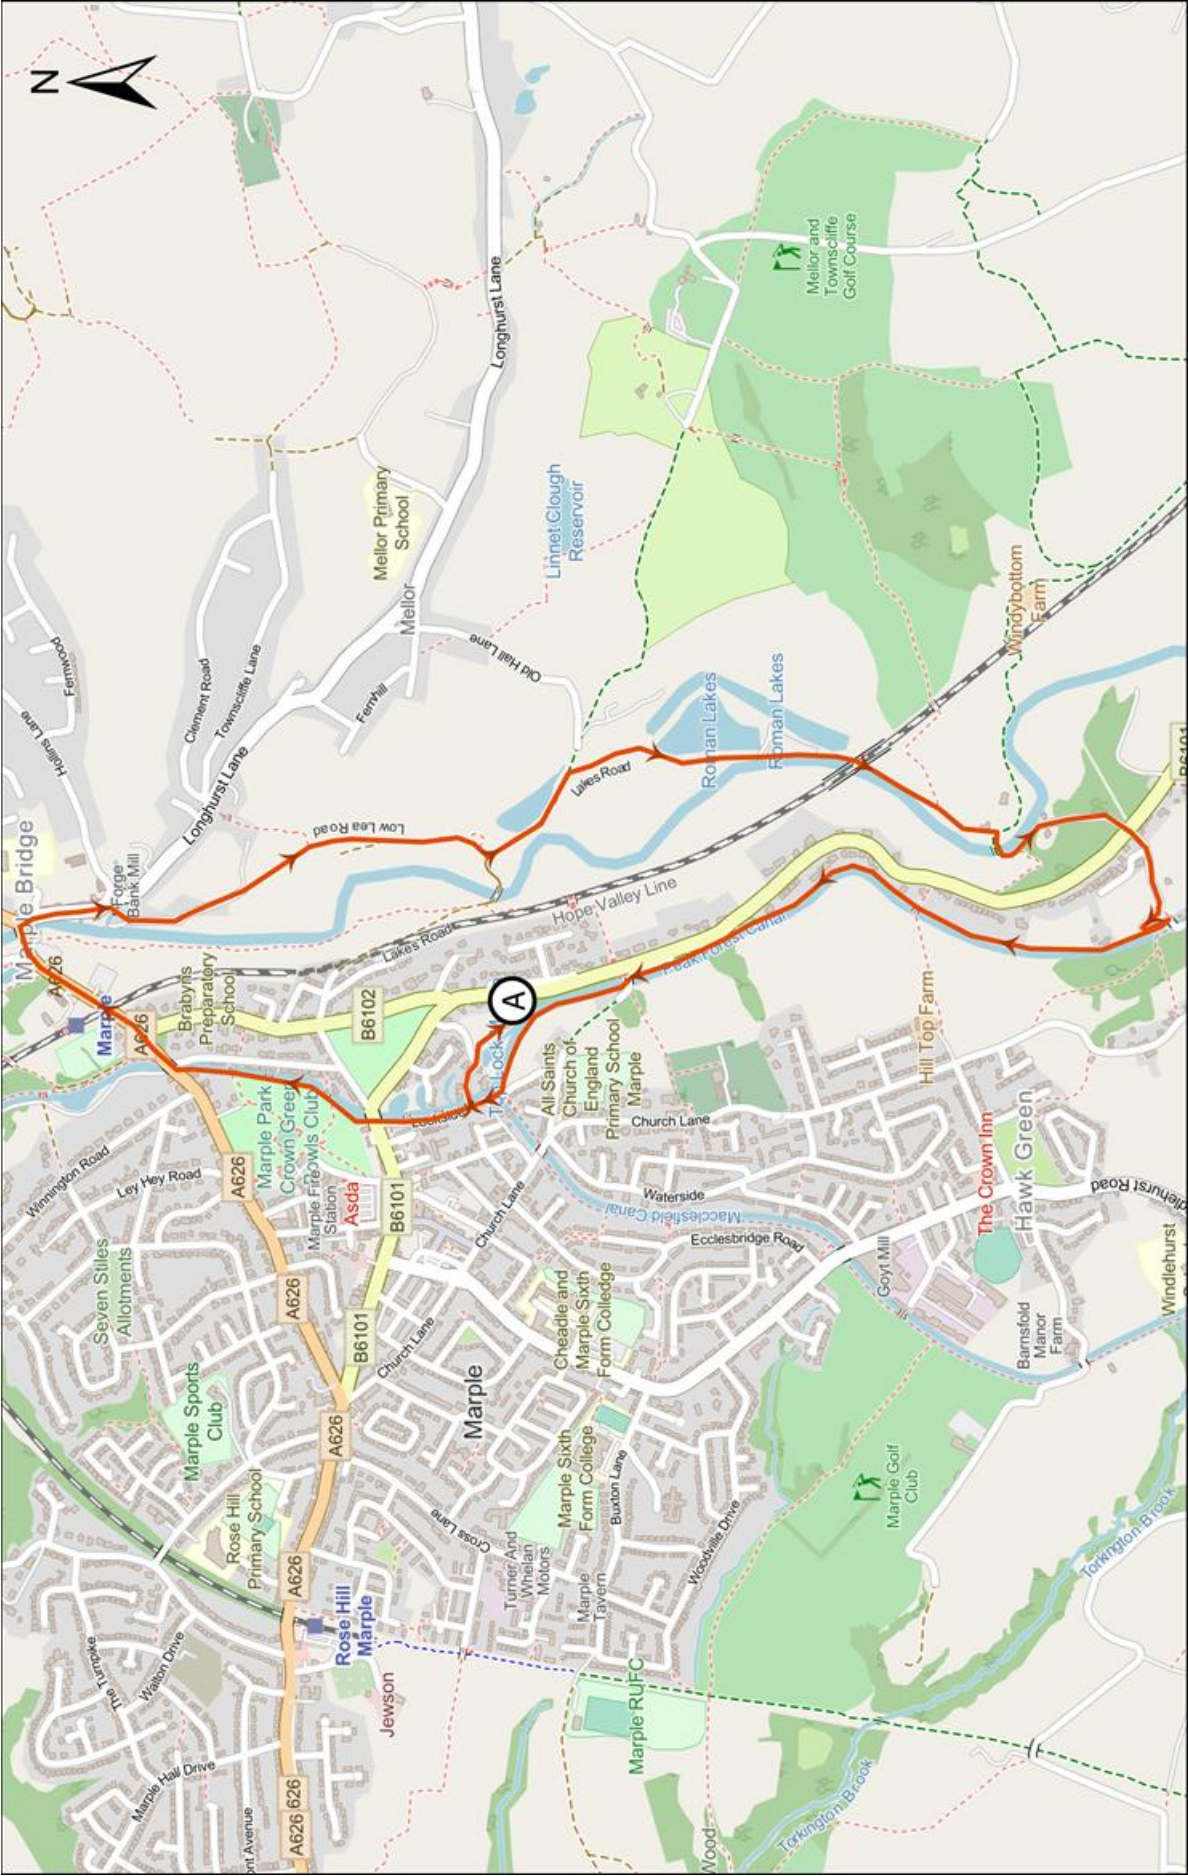 N
Longhurst Lane
Mellor and
Townscliffe
Golf Course
Mellor Primary
School
Linnet Clough
Reservoir
Mellor
Windybottom
Farm
Hollins Lane
Fernwood
Clement Road
Townscliffe Lane
Fernhill
Old Hall Lane
Longhurst Lane
Roman Lakes
Roman Lakes
Lakes Road
Low Lea Road
Marple Bridge
Forge
Bank Mill
Hope Valley Line
Lakes Road
Peak Forest Canal
B6101
A626
Marple
A626
Brabyns
Preparatory
School
B6102
A
Hill Top Farm
Marple Park
Crown Green
Bowls Club
Lockside
All Saints
Church of
England
Primary School
Marple
Church Lane
Winnington Road
Ley Hey Road
A626
Marple Fire
Station
Asda
B6101
Church Lane
Waterside
Macclesfield Canal
Ecclesbridge Road
The Crown Inn
Hawk Green
Goyt Mill
Windlehurst
Seven Stiles
Allotments
A626
B6101
Church Lane
Cheadle and
Marple Sixth
Form Colledge
Barnsfold
Manor
Farm
Marple Sports
Club
A626
Marple
Marple Sixth
Form College
Buxton Lane
Marple Golf
Club
Rose Hill
Primary School
Cross Lane
Turner And
Whelan
Motors
Marple
Tavern
Woodville Drive
Torkington Brook
A626
Rose Hill
Marple
The Turnpike
Walton Drive
Jewson
Marple RUFC
Marple Hall Drive
A626
626
ont Avenue
Wood
Torkington Brook